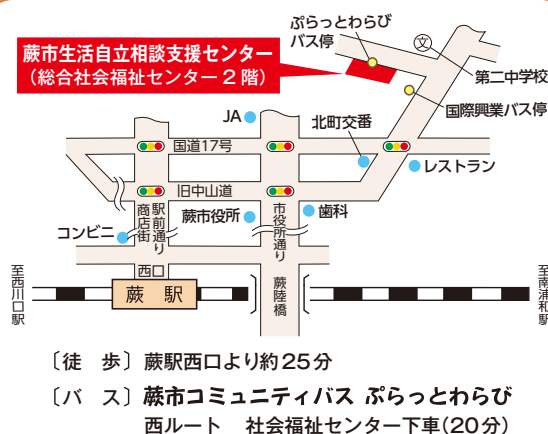 ぷらっとわらび
バス停
蕨市生活自立相談支援センター
(総合社会福祉センター2階)
文
第二中学校
国際興業バス停
JA
北町交番
国道17号
レストラン
旧中山道
駅前通り
商店街
蕨市役所
市役所通り
歯科
コンビニ
西口
至西川口駅
蕨駅
蕨陸橋
至南浦和駅
〔徒 歩〕蕨駅西口より約25分
〔バ ス〕蕨市コミュニティバス ぷらっとわらび
西ルート 社会福祉センター下車(20分)